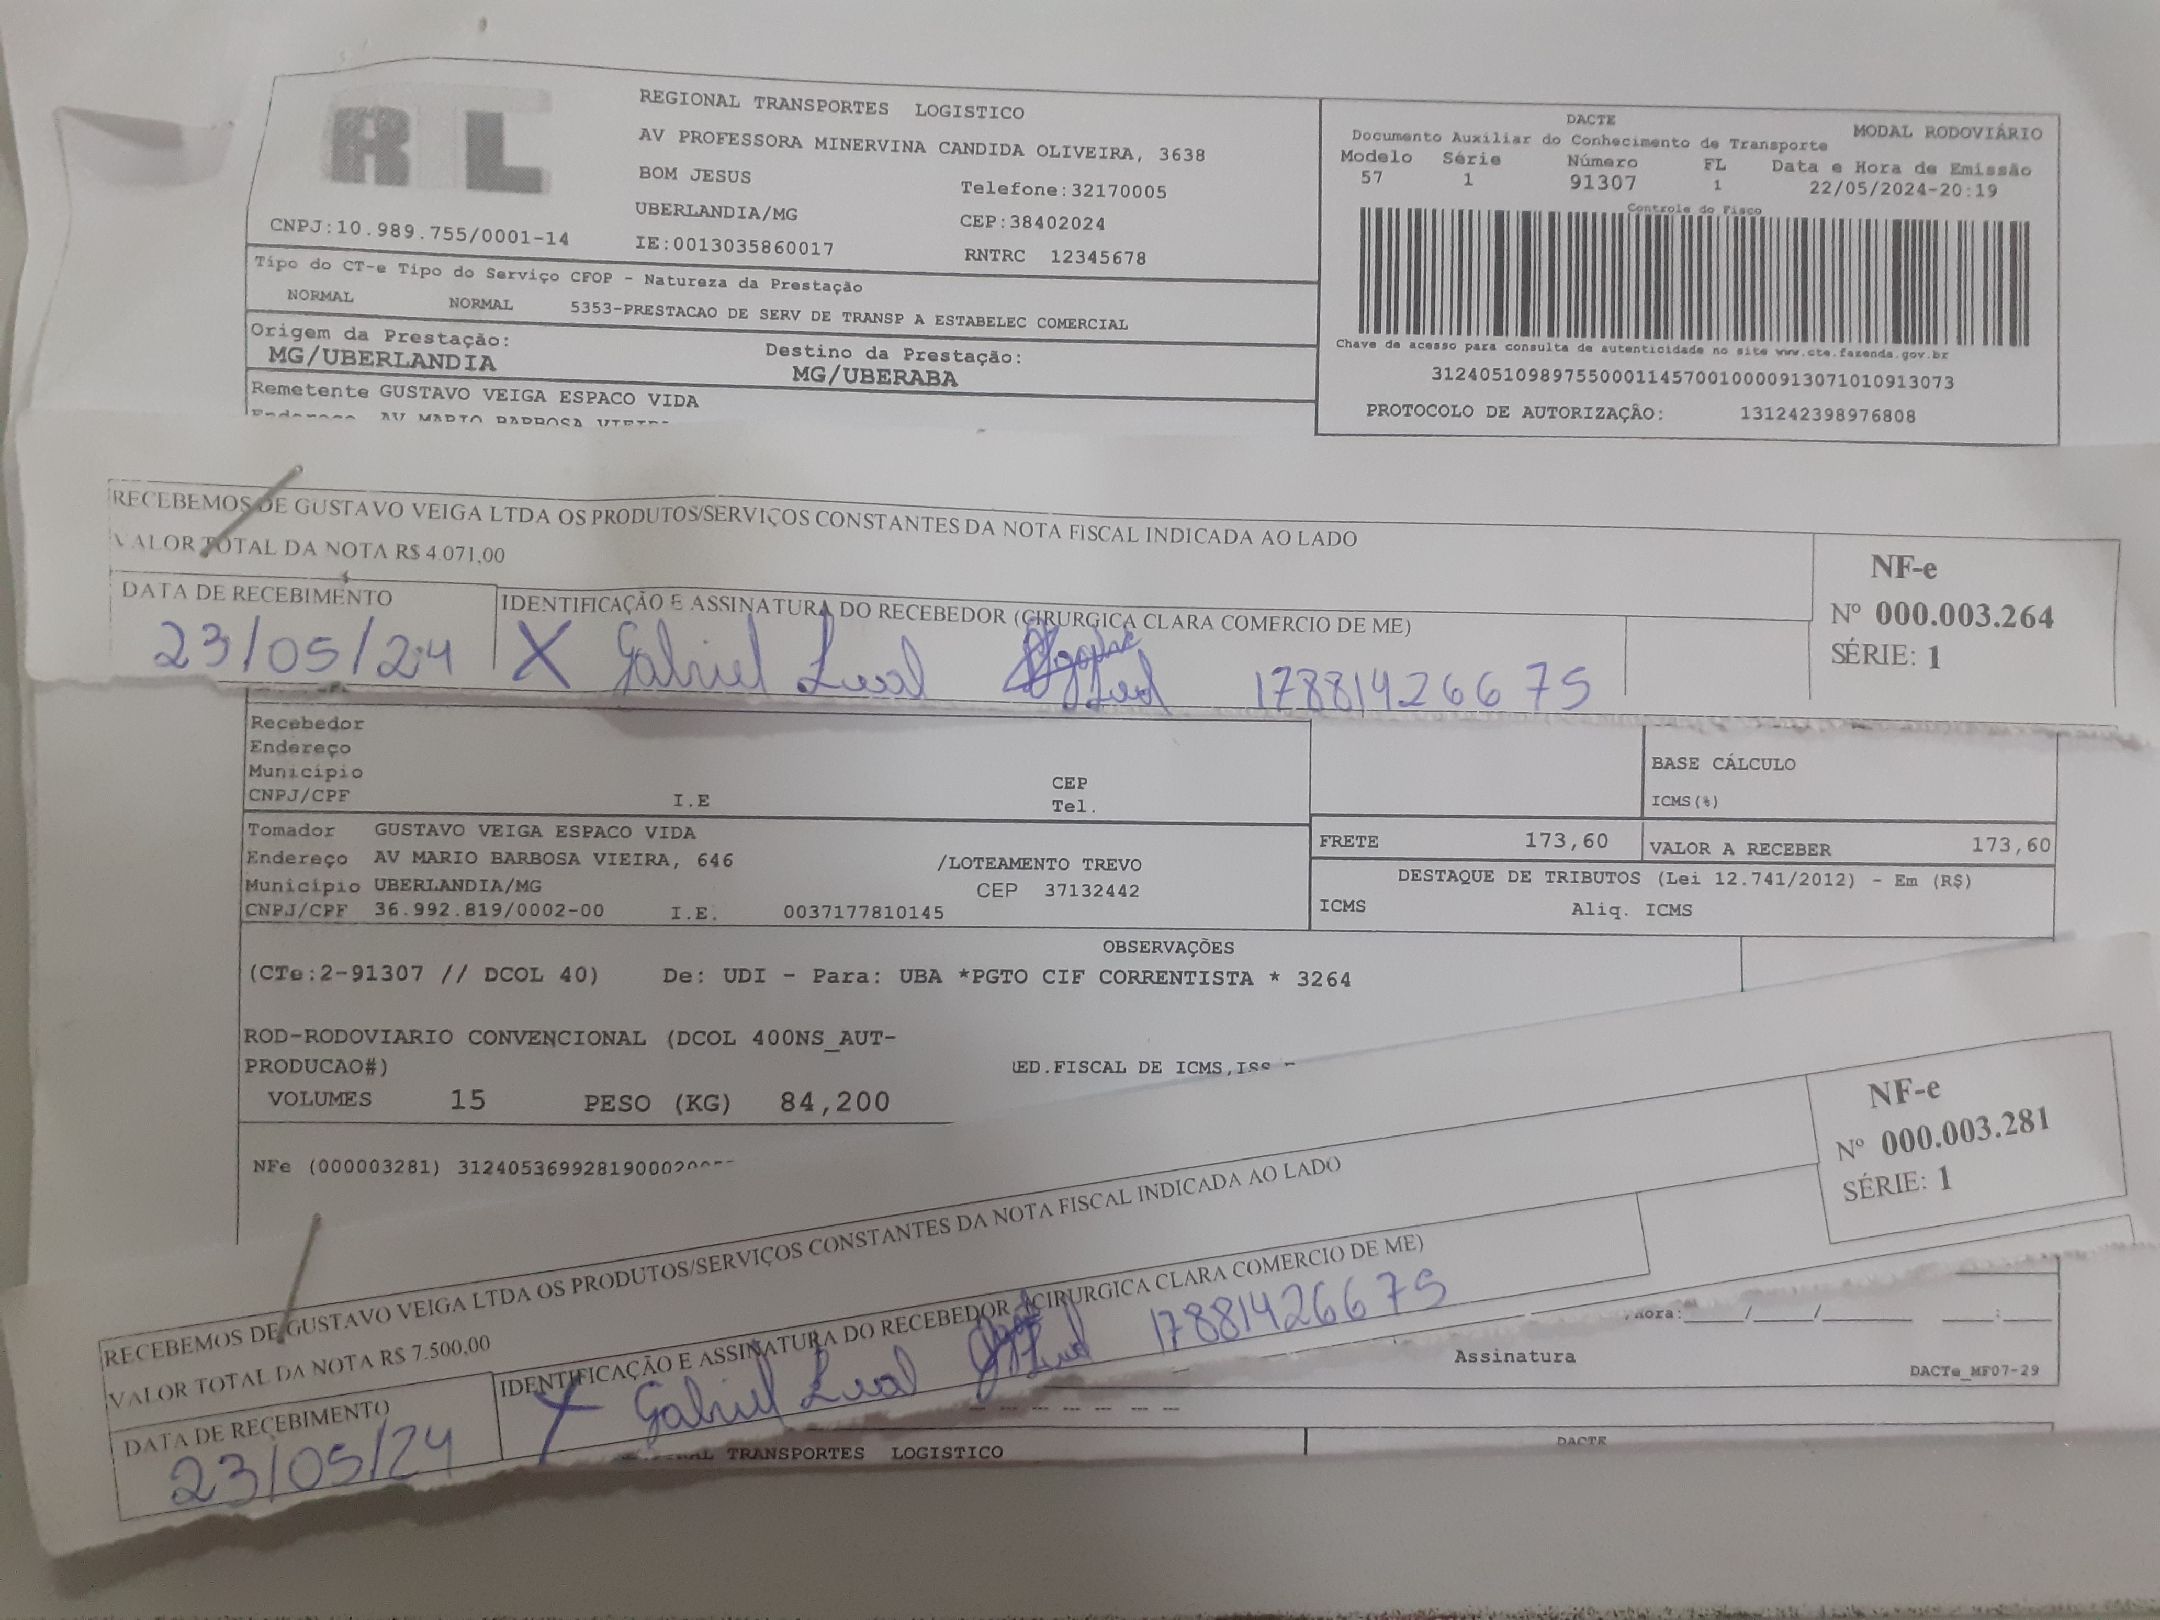 RTL
REGIONAL TRANSPORTES LOGISTICO
AV PROFESSORA MINERVINA CANDIDA OLIVEIRA, 3638
BOM JESUS
Telefone:32170005
UBERLANDIA/MG
CEP:38402024
CNPJ:10.989.755/0001-14
IE:0013035860017
RNTRC 12345678
DACTE
Documento Auxiliar do Conhecimento de Transporte
MODAL RODOVIÁRIO
Modelo Série Número FL Data e Hora de Emissão
57 1 91307 1 22/05/2024-20:19
Controle do Fisco
Chave de acesso para consulta de autenticidade no site www.cte.fazenda.gov.br
31240510989755000114570010000913071010913073
PROTOCOLO DE AUTORIZAÇÃO: 131242398976808
Tipo do CT-e Tipo do Serviço CFOP - Natureza da Prestação
NORMAL NORMAL 5353-PRESTACAO DE SERV DE TRANSP A ESTABELEC COMERCIAL
Origem da Prestação: Destino da Prestação:
MG/UBERLANDIA MG/UBERABA
Remetente GUSTAVO VEIGA ESPACO VIDA
Endereço AV MARIO BARBOSA VIEIRA
RECEBEMOS DE GUSTAVO VEIGA LTDA OS PRODUTOS/SERVIÇOS CONSTANTES DA NOTA FISCAL INDICADA AO LADO
VALOR TOTAL DA NOTA R$ 4.071,00
DATA DE RECEBIMENTO
23/05/24
IDENTIFICAÇÃO E ASSINATURA DO RECEBEDOR (CIRURGICA CLARA COMERCIO DE ME)
X Gabriel 17881426675
NF-e
Nº 000.003.264
SÉRIE: 1
Recebedor
Endereço
Município CEP
CNPJ/CPF I.E Tel.
BASE CÁLCULO
ICMS(%)
Tomador GUSTAVO VEIGA ESPACO VIDA
Endereço AV MARIO BARBOSA VIEIRA, 646 /LOTEAMENTO TREVO
Município UBERLANDIA/MG CEP 37132442
CNPJ/CPF 36.992.819/0002-00 I.E. 0037177810145
FRETE 173,60 VALOR A RECEBER 173,60
DESTAQUE DE TRIBUTOS (Lei 12.741/2012) - Em (R$)
ICMS Aliq. ICMS
OBSERVAÇÕES
(CTe:2-91307 // DCOL 40) De: UDI - Para: UBA *PGTO CIF CORRENTISTA * 3264
ROD-RODOVIARIO CONVENCIONAL (DCOL 400NS_AUT-
PRODUCAO#)
ED.FISCAL DE ICMS,ISS
VOLUMES 15 PESO (KG) 84,200
NFe (000003281) 3124053699281900020
RECEBEMOS DE GUSTAVO VEIGA LTDA OS PRODUTOS/SERVIÇOS CONSTANTES DA NOTA FISCAL INDICADA AO LADO
VALOR TOTAL DA NOTA R$ 7.500,00
DATA DE RECEBIMENTO
23/05/24
IDENTIFICAÇÃO E ASSINATURA DO RECEBEDOR (CIRURGICA CLARA COMERCIO DE ME)
X Gabriel 17881426675
NF-e
Nº 000.003.281
SÉRIE: 1
hora: / / :
Assinatura
DACTe_MF07-29
TRANSPORTES LOGISTICO
DACTE